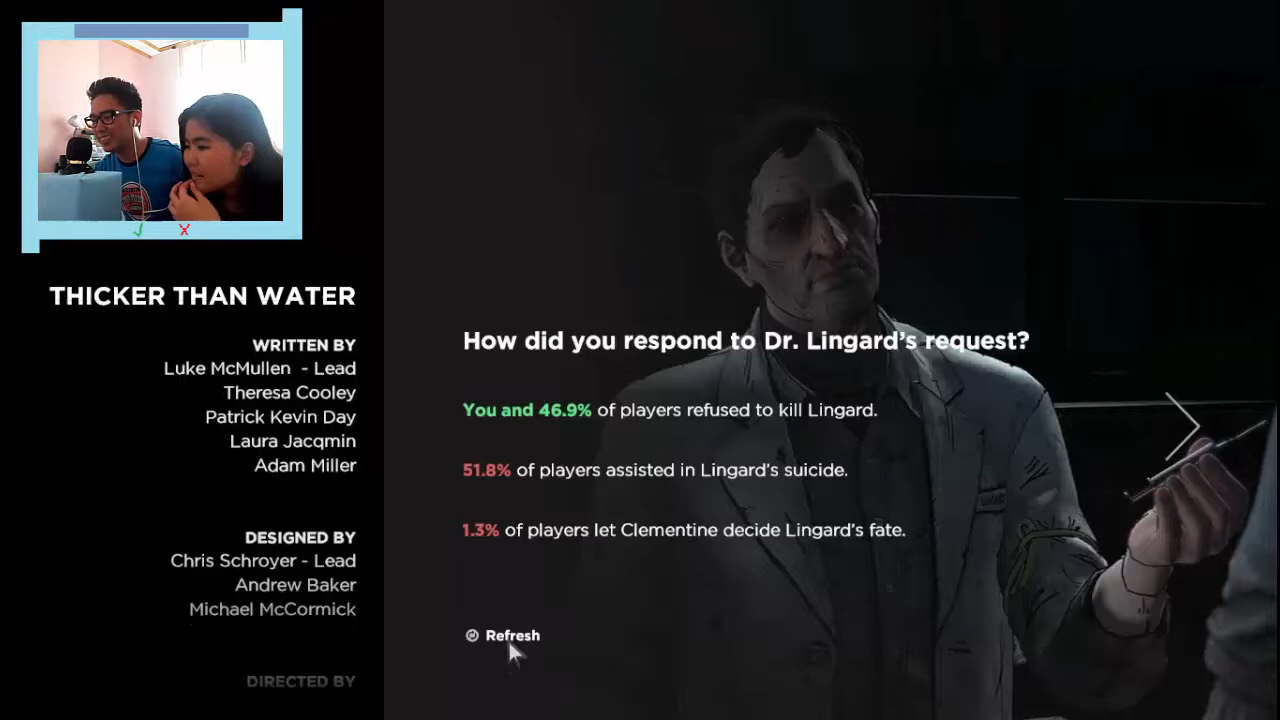 THICKER THAN WATER
WRITTEN BY
Luke McMullen - Lead
Theresa Cooley
Patrick Kevin Day
Laura Jacqmin
Adam Miller
DESIGNED BY
Chris Schroyer - Lead
Andrew Baker
Michael McCormick
DIRECTED BY
How did you respond to Dr. Lingard's request?
You and 46.9% of players refused to kill Lingard.
51.8% of players assisted in Lingard's suicide.
1.3% of players let Clementine decide Lingard's fate.
Refresh